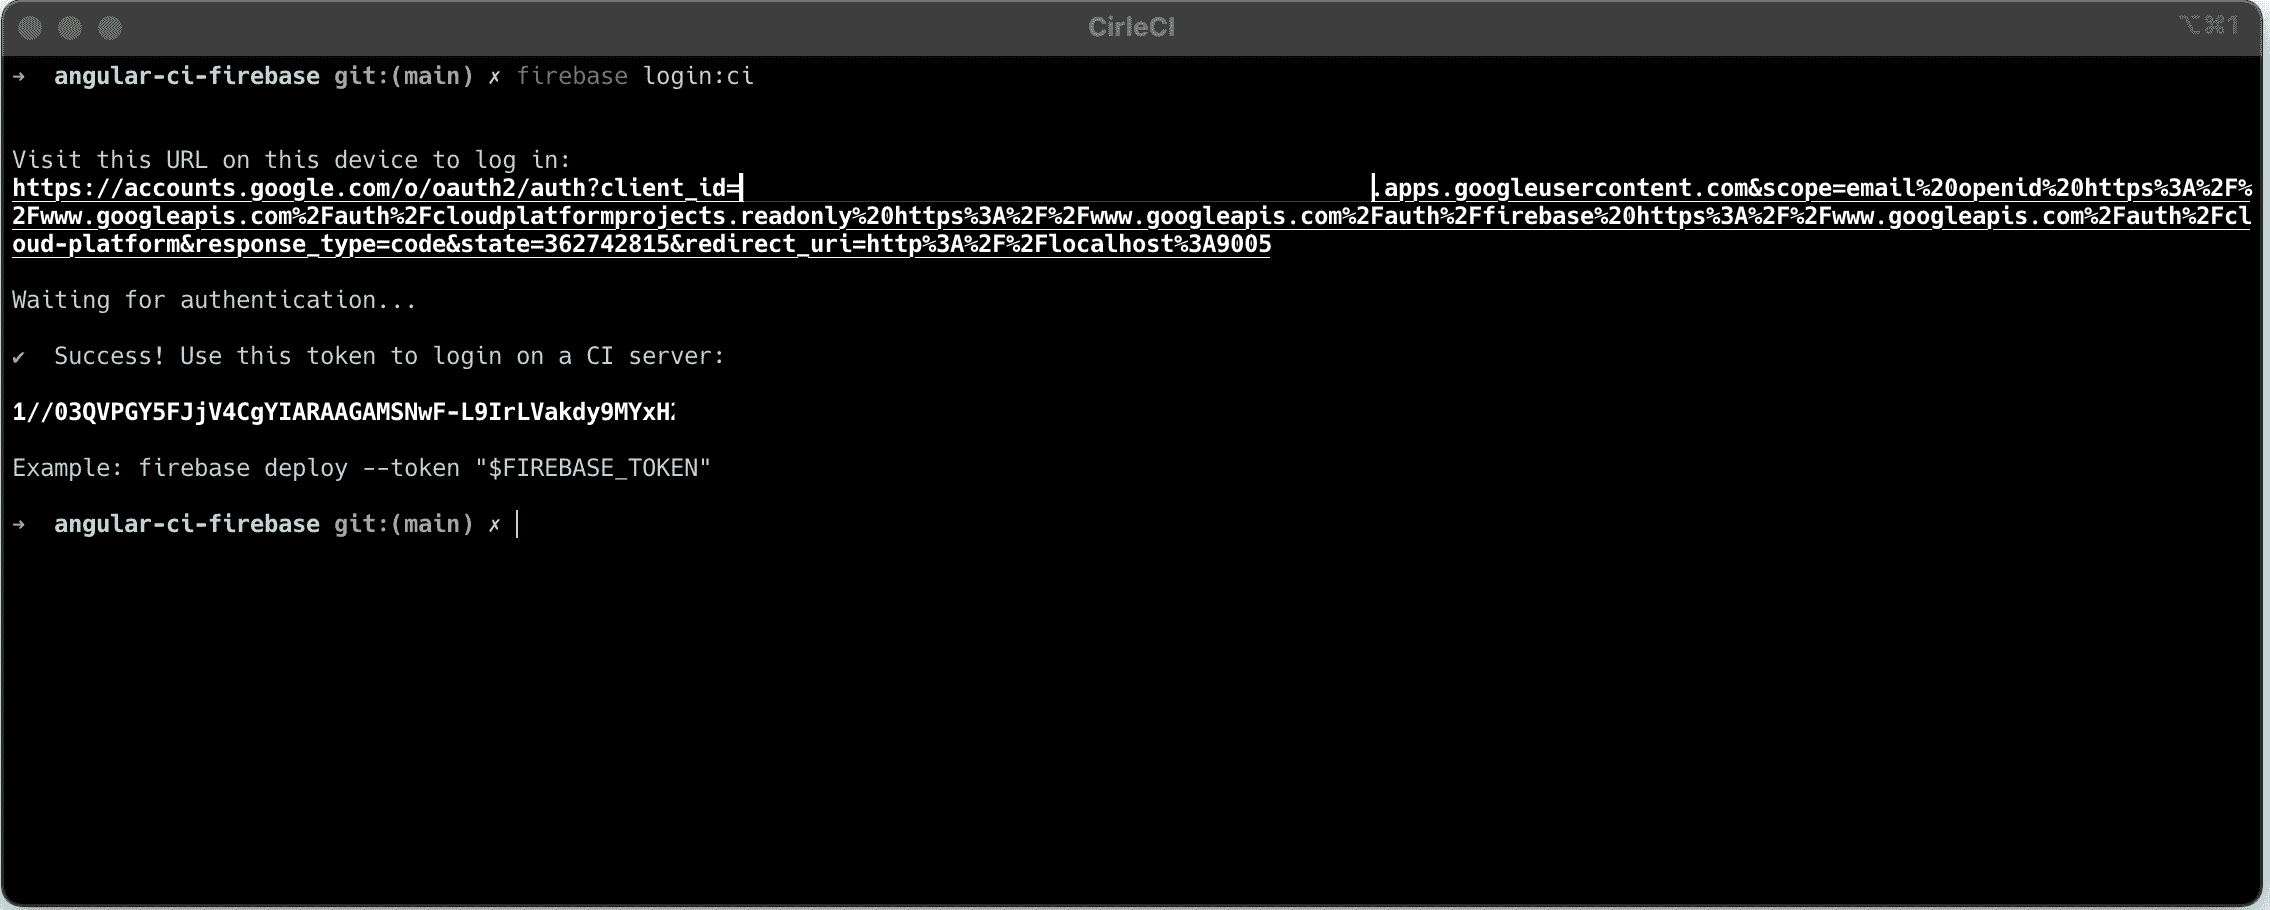 CirleCI
⌥⌘1
➜ angular-ci-firebase git:(main) ✗ firebase login:ci
Visit this URL on this device to log in:
https://accounts.google.com/o/oauth2/auth?client_id= .apps.googleusercontent.com&scope=email%20openid%20https%3A%2F%
2Fwww.googleapis.com%2Fauth%2Fcloudplatformprojects.readonly%20https%3A%2F%2Fwww.googleapis.com%2Fauth%2Ffirebase%20https%3A%2F%2Fwww.googleapis.com%2Fauth%2Fcl
oud-platform&response_type=code&state=362742815&redirect_uri=http%3A%2F%2Flocalhost%3A9005
Waiting for authentication...
✔ Success! Use this token to login on a CI server:
1//03QVPGY5FJjV4CgYIARAAGAMSNwF-L9IrLVakdy9MYxH
Example: firebase deploy --token "$FIREBASE_TOKEN"
➜ angular-ci-firebase git:(main) ✗